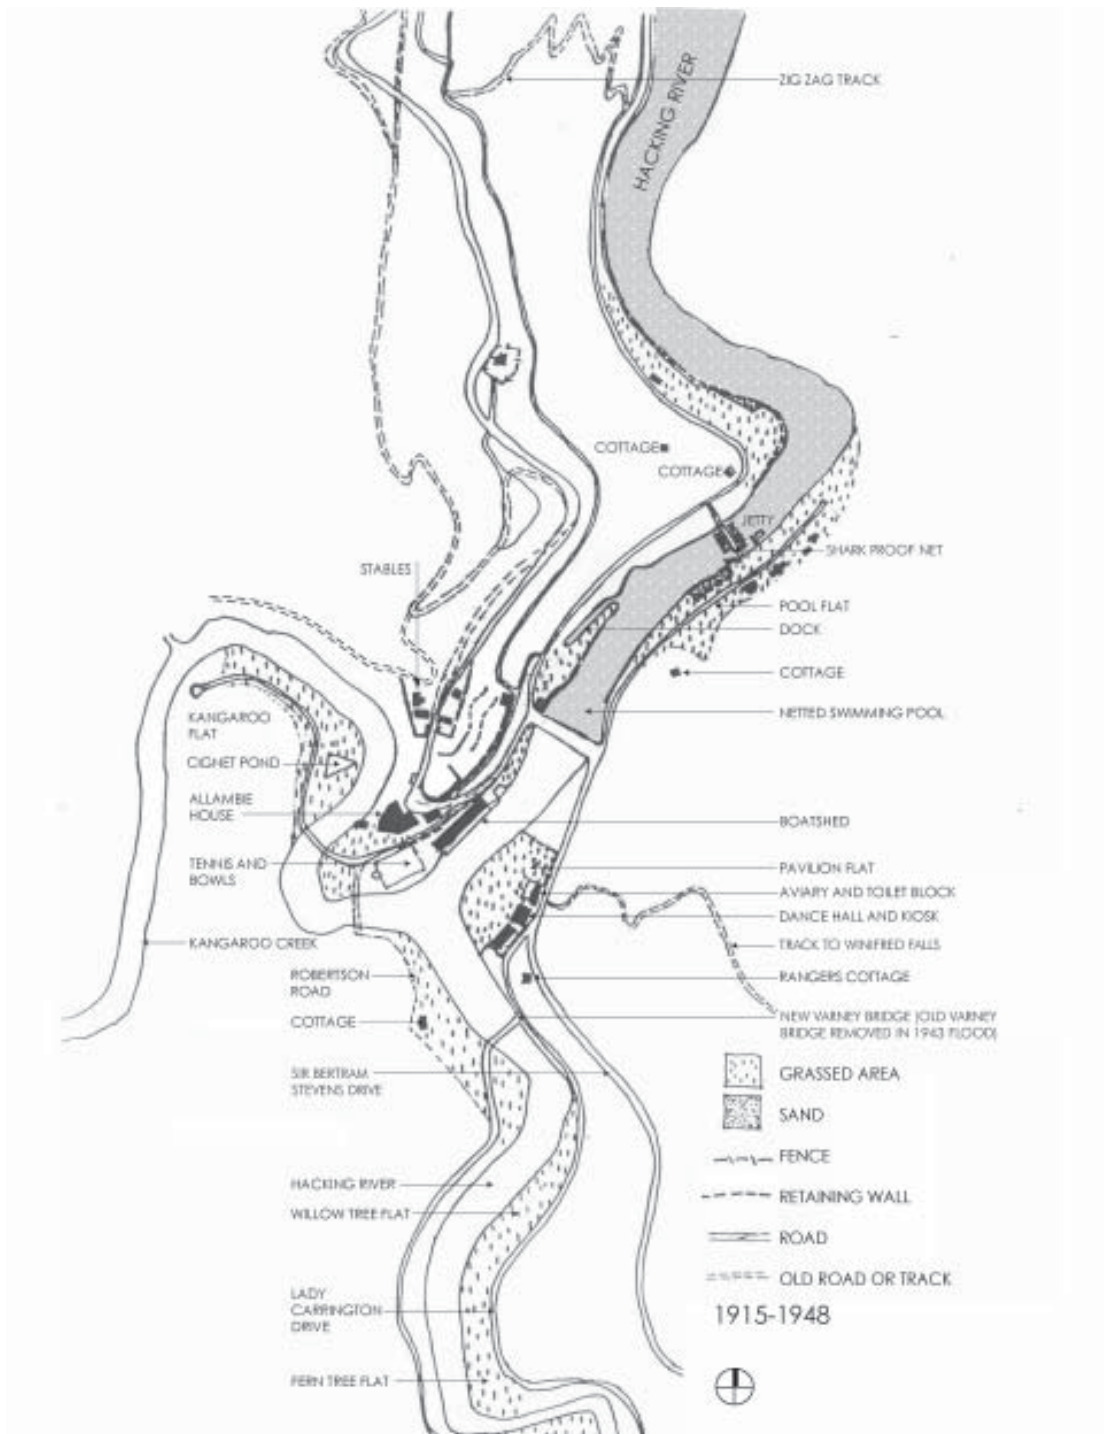 ZIG ZAG TRACK
HACKING RIVER
COTTAGE
COTTAGE
JETTY
SHARK PROOF NET
STABLES
POOL FLAT
DOCK
COTTAGE
NETTED SWIMMING POOL
KANGAROO
FLAT
CIGNET POND
ALLAMBIE
HOUSE
BOATSHED
TENNIS AND
BOWLS
PAVILION FLAT
AVIARY AND TOILET BLOCK
DANCE HALL AND KIOSK
KANGAROO CREEK
TRACK TO WINIFRED FALLS
ROBERTSON
ROAD
RANGERS COTTAGE
COTTAGE
NEW VARNEY BRIDGE (OLD VARNEY
BRIDGE REMOVED IN 1943 FLOOD)
SIR BERTRAM
STEVENS DRIVE
GRASSED AREA
SAND
FENCE
HACKING RIVER
RETAINING WALL
WILLOW TREE FLAT
ROAD
OLD ROAD OR TRACK
LADY
CARRINGTON
DRIVE
1915-1948
FERN TREE FLAT